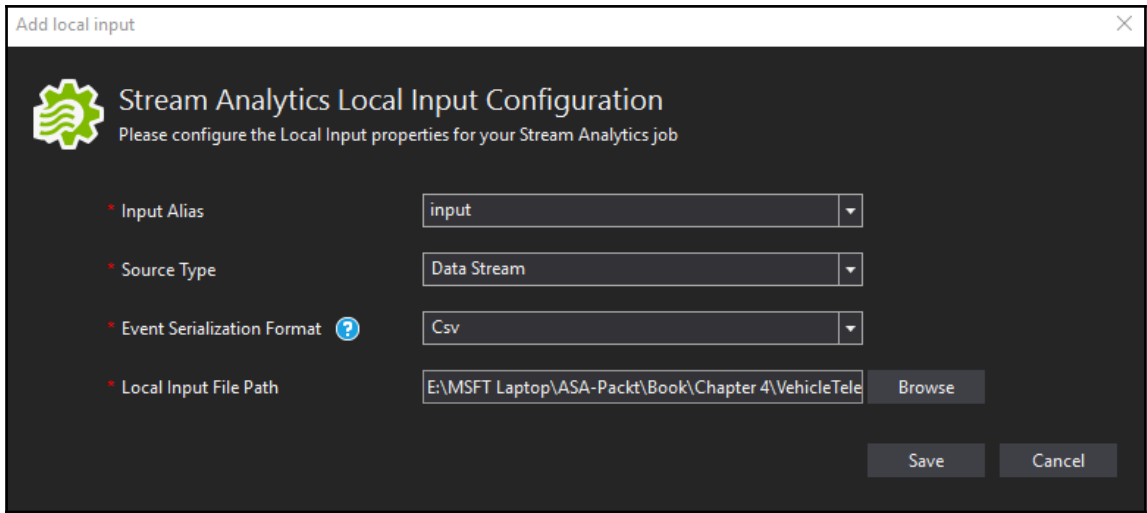 Add local input
Stream Analytics Local Input Configuration
Please configure the Local Input properties for your Stream Analytics job
* Input Alias input
* Source Type Data Stream
* Event Serialization Format ? Csv
* Local Input File Path E:\MSFT Laptop\ASA-Packt\Book\Chapter 4\VehicleTele Browse
Save Cancel